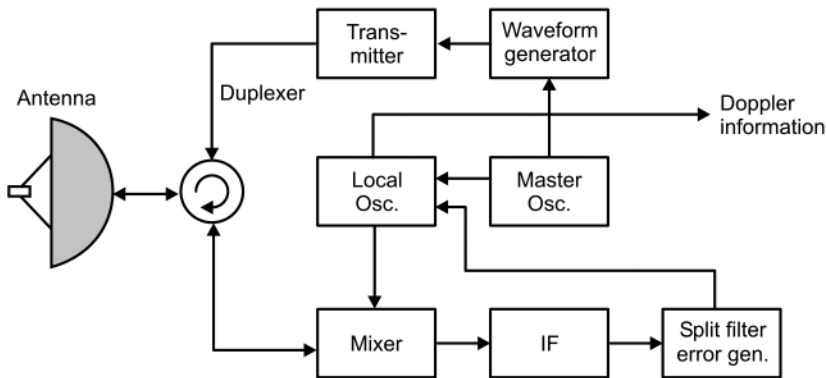 Trans-
mitter
Waveform
generator
Antenna
Duplexer
Doppler
information
Local
Osc.
Master
Osc.
Mixer
IF
Split filter
error gen.